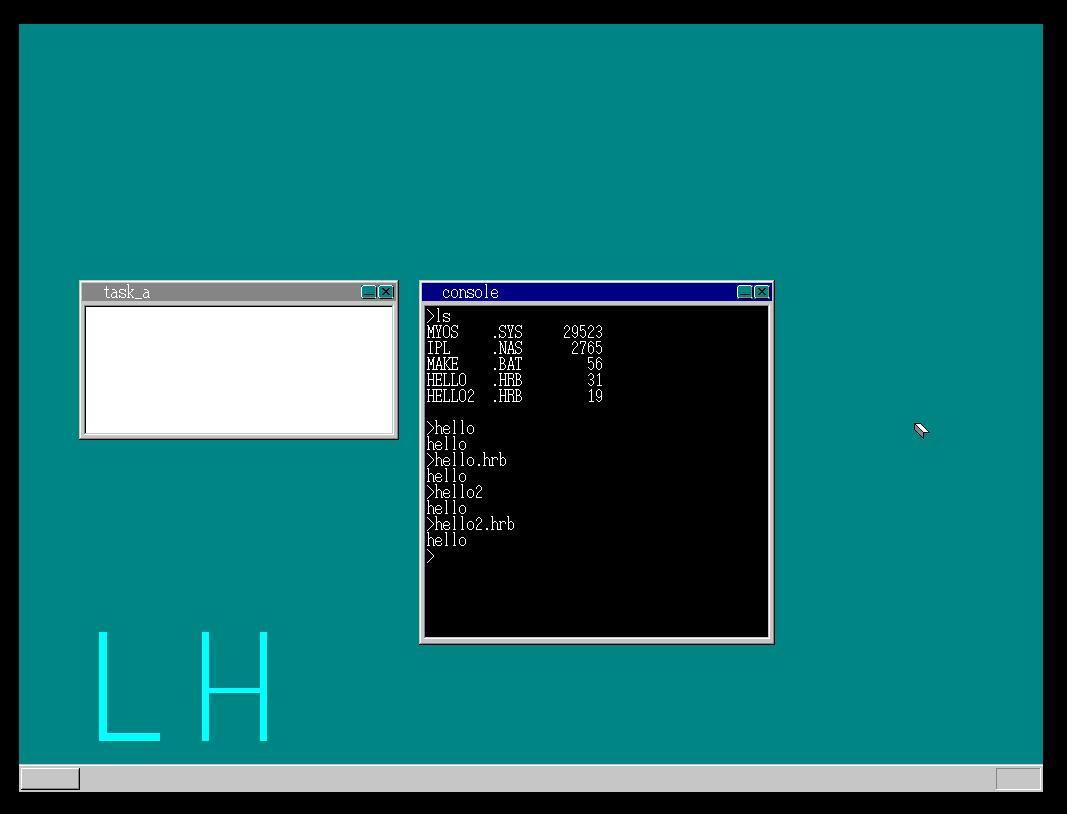 task_a
console
>ls
MYOS .SYS 29523
IPL .NAS 2765
MAKE .BAT 56
HELLO .HRB 31
HELLO2 .HRB 19
>hello
hello
>hello.hrb
hello
>hello2
hello
>hello2.hrb
hello
>
L H